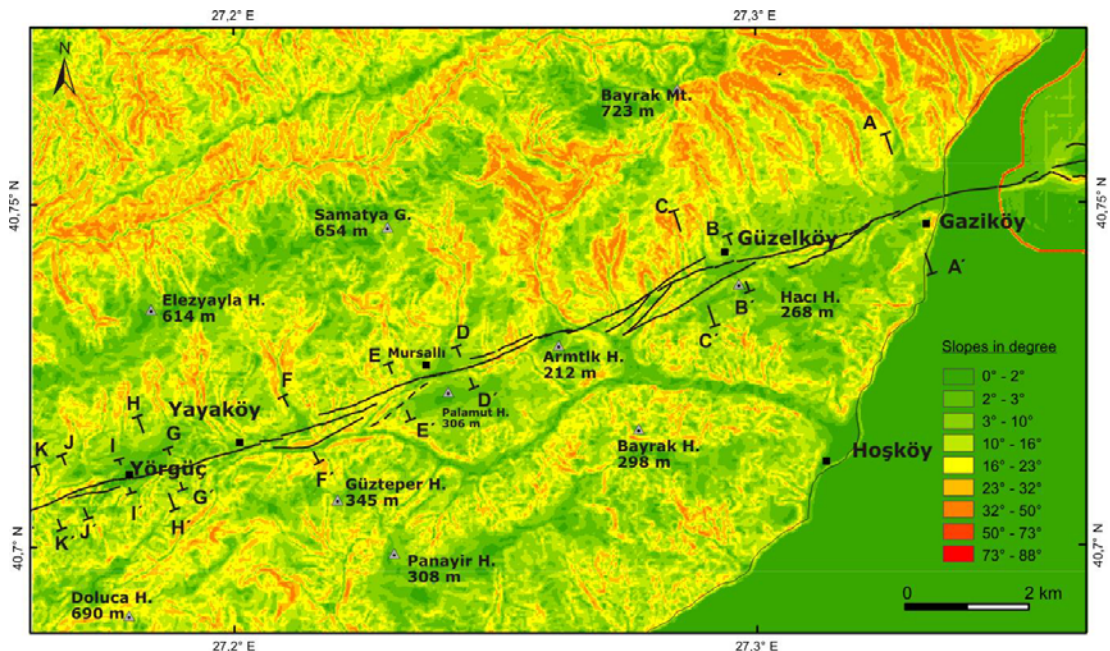 27,2° E
27,3° E
N
Bayrak Mt.
723 m
A
40,75° N
40,75° N
Samatya G.
654 m
C
B
Güzelköy
Gaziköy
A´
Elezyayla H.
614 m
B´
Hacı H.
268 m
C´
D
E
Mursallı
Armtlk H.
212 m
Slopes in degree
0° - 2°
2° - 3°
3° - 10°
10° - 16°
16° - 23°
23° - 32°
32° - 50°
50° - 73°
73° - 88°
F
D´
Palamut H.
306 m
E´
H
Yayaköy
G
K
J
I
Yörgüç
F´
Bayrak H.
298 m
Hoşköy
Güzteper H.
345 m
G´
I´
H´
J´
K´
40,7° N
40,7° N
Panayir H.
308 m
Doluca H.
690 m
0
2 km
27,2° E
27,3° E